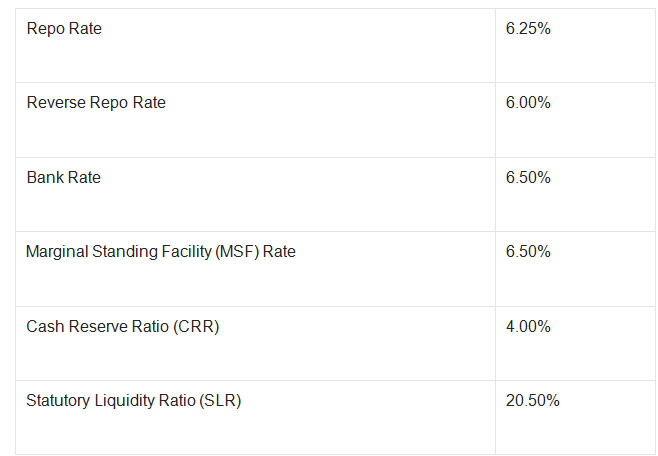 Repo Rate 6.25%
Reverse Repo Rate 6.00%
Bank Rate 6.50%
Marginal Standing Facility (MSF) Rate 6.50%
Cash Reserve Ratio (CRR) 4.00%
Statutory Liquidity Ratio (SLR) 20.50%